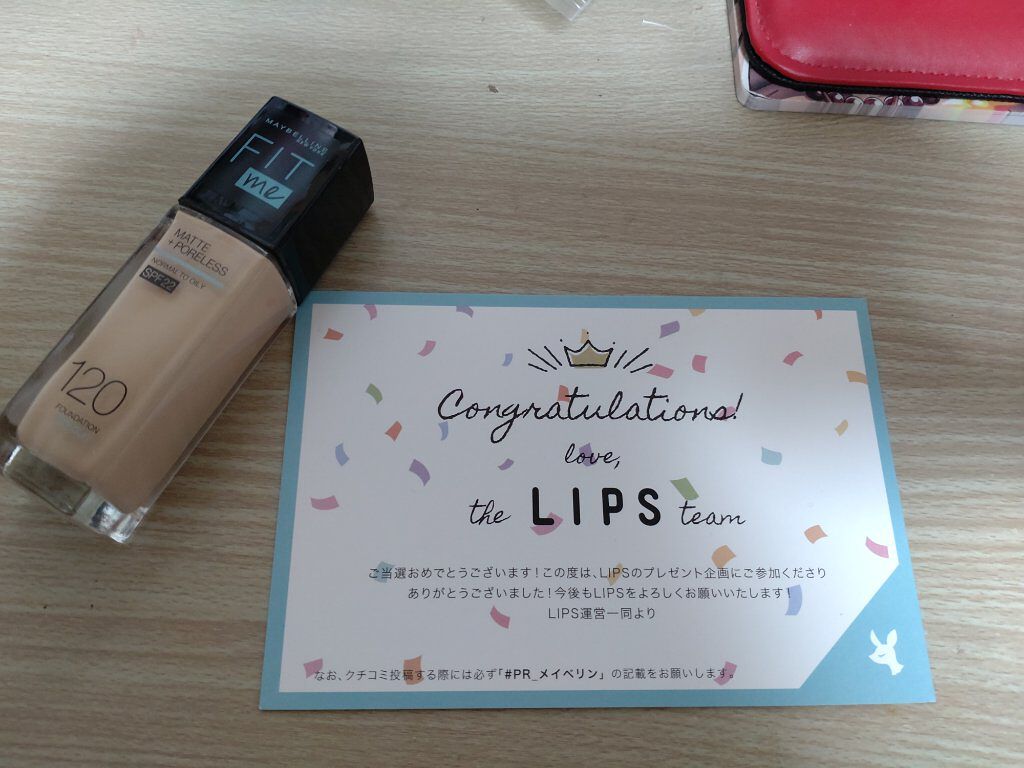 MAYBELLINE
NEW YORK
FIT
me
MATTE
+ PORELESS
NORMAL TO OILY
SPF22
120
FOUNDATION
Congratulations!
love,
the LIPS team
ご当選おめでとうございます!この度は、LIPSのプレゼント企画にご参加くださり
ありがとうございました!今後もLIPSをよろしくお願いいたします!
LIPS運営一同より
なお、クチコミ投稿する際には必ず「#PR_メイベリン」の記載をお願いします。